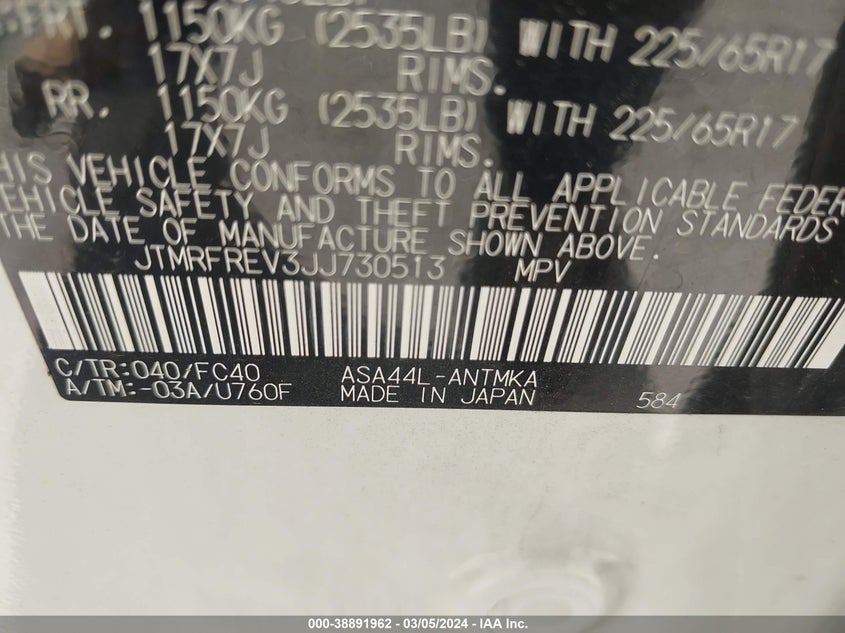 FRT. 1150KG (2535LB) WITH 225/65R17
17X7J RIMS.
RR. 1150KG (2535LB) WITH 225/65R17
17X7J RIMS.
HIS VEHICLE CONFORMS TO ALL APPLICABLE FEDER
EHICLE SAFETY AND THEFT PREVENTION STANDARDS
THE DATE OF MANUFACTURE SHOWN ABOVE.
JTMRFREV3JJ730513 MPV
C/TR:040/FC40 ASA44L-ANTMKA
A/TM:-03A/U760F MADE IN JAPAN 584
000-38891962 - 03/05/2024 - IAA Inc.